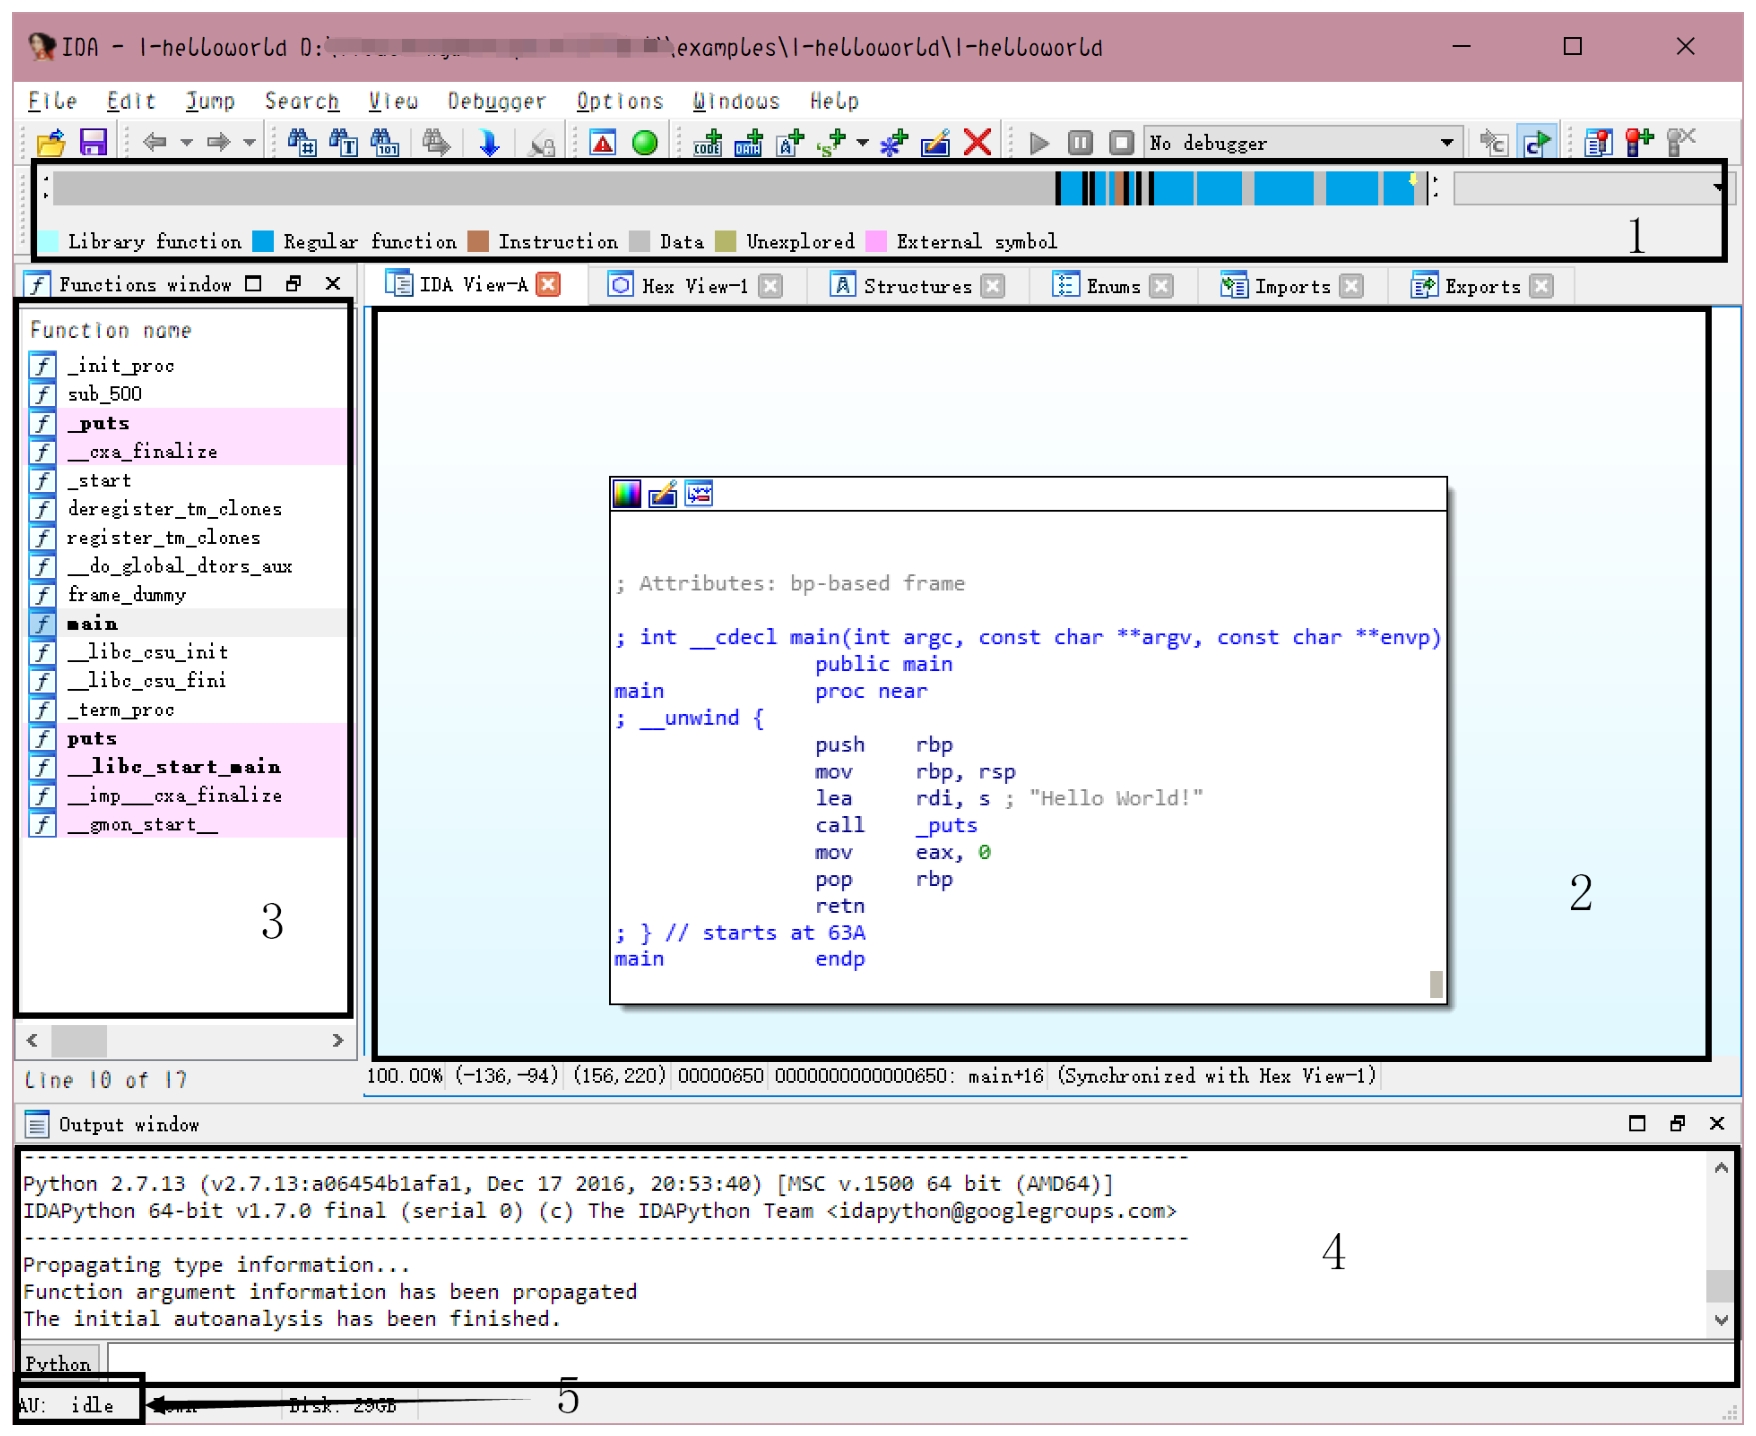 IDA - 1-helloworld D:\ \examples\1-helloworld\1-helloworld
File Edit Jump Search View Debugger Options Windows Help
No debugger
Library function Regular function Instruction Data Unexplored External symbol
1
Functions window
IDA View-A Hex View-1 Structures Enums Imports Exports
Function name
_init_proc
sub_500
_puts
__cxa_finalize
_start
deregister_tm_clones
register_tm_clones
__do_global_dtors_aux
frame_dummy
main
__libc_csu_init
__libc_csu_fini
_term_proc
puts
__libc_start_main
__imp___cxa_finalize
__gmon_start__
3
Line 10 of 17
; Attributes: bp-based frame
; int __cdecl main(int argc, const char **argv, const char **envp)
public main
main proc near
; __unwind {
push rbp
mov rbp, rsp
lea rdi, s ; "Hello World!"
call _puts
mov eax, 0
pop rbp
retn
; } // starts at 63A
main endp
2
100.00% (-136,-94) (156,220) 00000650 0000000000000650: main+16 (Synchronized with Hex View-1)
Output window
Python 2.7.13 (v2.7.13:a06454b1afa1, Dec 17 2016, 20:53:40) [MSC v.1500 64 bit (AMD64)]
IDAPython 64-bit v1.7.0 final (serial 0) (c) The IDAPython Team <idapython@googlegroups.com>
Propagating type information...
Function argument information has been propagated
The initial autoanalysis has been finished.
4
Python
AU: idle Down Disk: 29GB
5